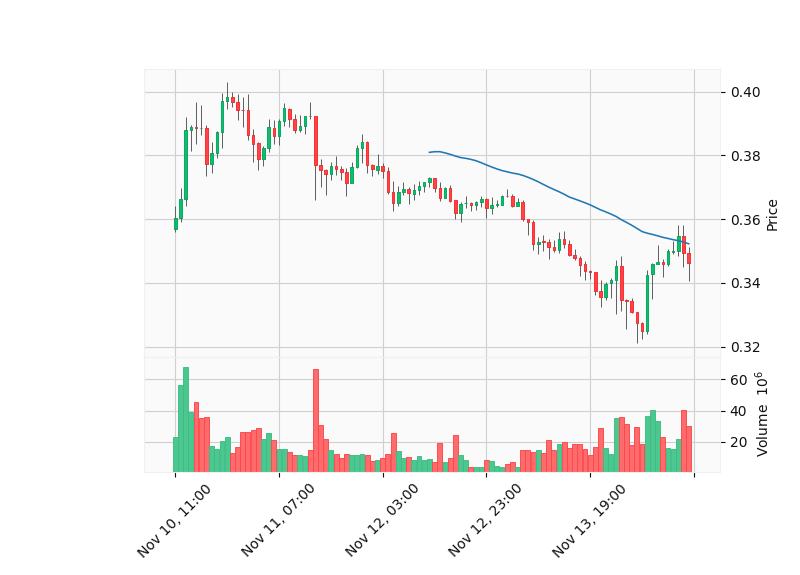 0.40
0.38
0.36
0.34
0.32
Price
60
40
20
Volume 10^6
Nov 10, 11:00
Nov 11, 07:00
Nov 12, 03:00
Nov 12, 23:00
Nov 13, 19:00